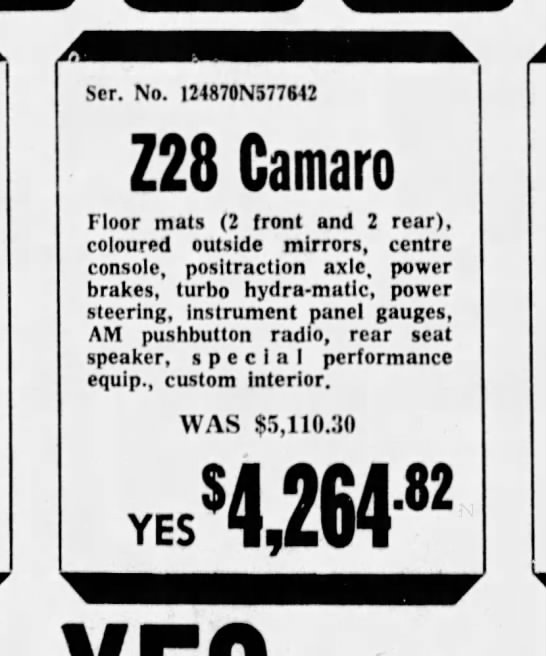 Ser. No. 124870N577642
Z28 Camaro
Floor mats (2 front and 2 rear),
coloured outside mirrors, centre
console, positraction axle, power
brakes, turbo hydra-matic, power
steering, instrument panel gauges,
AM pushbutton radio, rear seat
speaker, special performance
equip., custom interior.
WAS $5,110.30
YES $4,264.82